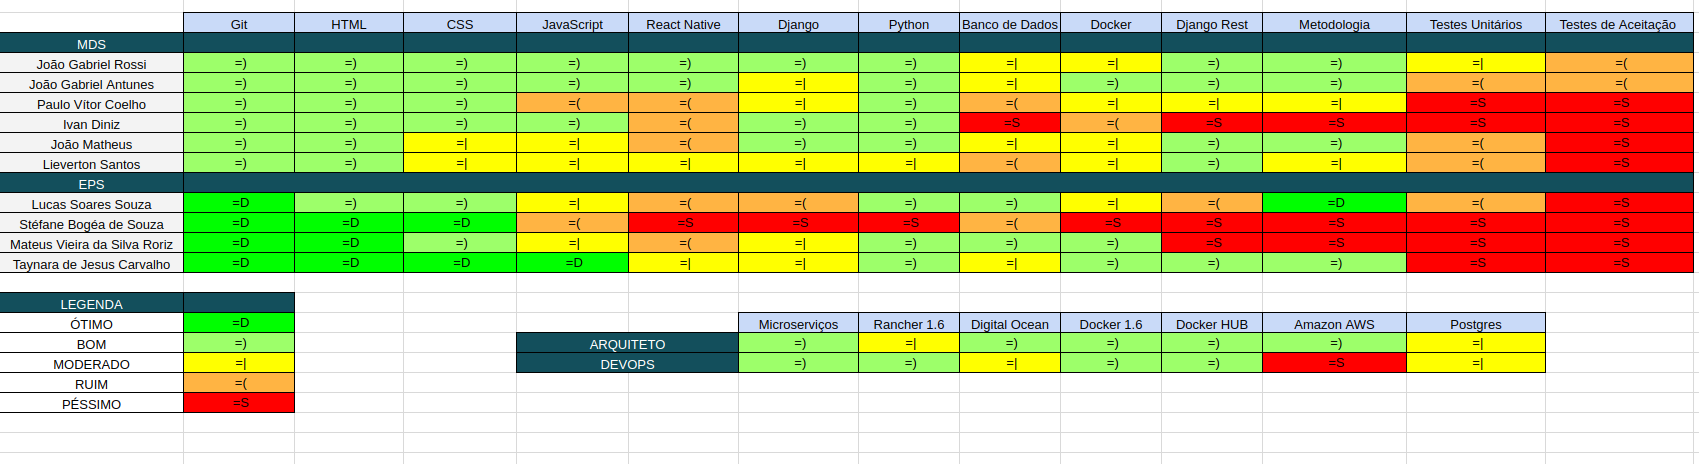 Git HTML CSS JavaScript React Native Django Python Banco de Dados Docker Django Rest Metodologia Testes Unitários Testes de Aceitação
MDS
João Gabriel Rossi =) =) =) =) =) =) =) =| =| =) =) =| =(
João Gabriel Antunes =) =) =) =) =) =| =) =| =) =) =) =( =(
Paulo Vítor Coelho =) =) =) =( =( =| =) =( =| =| =| =S =S
Ivan Diniz =) =) =) =) =( =) =) =S =( =S =S =S =S
João Matheus =) =) =| =| =( =) =) =| =| =) =) =( =S
Lieverton Santos =) =) =| =| =| =| =| =( =| =) =| =( =S
EPS
Lucas Soares Souza =D =) =) =| =( =( =) =) =| =( =D =( =S
Stéfane Bogéa de Souza =D =D =D =( =S =S =S =( =S =S =S =S =S
Mateus Vieira da Silva Roriz =D =D =) =| =( =| =) =) =) =S =S =S =S
Taynara de Jesus Carvalho =D =D =D =D =| =| =) =| =) =) =) =S =S
LEGENDA
ÓTIMO =D
BOM =)
MODERADO =|
RUIM =(
PÉSSIMO =S
Microserviços Rancher 1.6 Digital Ocean Docker 1.6 Docker HUB Amazon AWS Postgres
ARQUITETO =) =| =) =) =) =) =|
DEVOPS =) =) =| =) =) =S =|